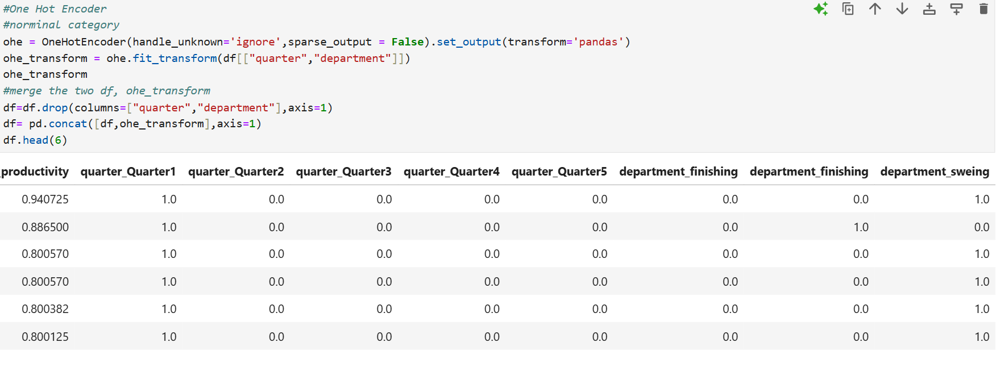 #One Hot Encoder
#norminal category
ohe = OneHotEncoder(handle_unknown='ignore',sparse_output = False).set_output(transform='pandas')
ohe_transform = ohe.fit_transform(df[["quarter","department"]])
ohe_transform
#merge the two df, ohe_transform
df=df.drop(columns=["quarter","department"],axis=1)
df= pd.concat([df,ohe_transform],axis=1)
df.head(6)
_productivity quarter_Quarter1 quarter_Quarter2 quarter_Quarter3 quarter_Quarter4 quarter_Quarter5 department_finishing department_finishing department_sweing
0.940725 1.0 0.0 0.0 0.0 0.0 0.0 0.0 1.0
0.886500 1.0 0.0 0.0 0.0 0.0 0.0 1.0 0.0
0.800570 1.0 0.0 0.0 0.0 0.0 0.0 0.0 1.0
0.800570 1.0 0.0 0.0 0.0 0.0 0.0 0.0 1.0
0.800382 1.0 0.0 0.0 0.0 0.0 0.0 0.0 1.0
0.800125 1.0 0.0 0.0 0.0 0.0 0.0 0.0 1.0